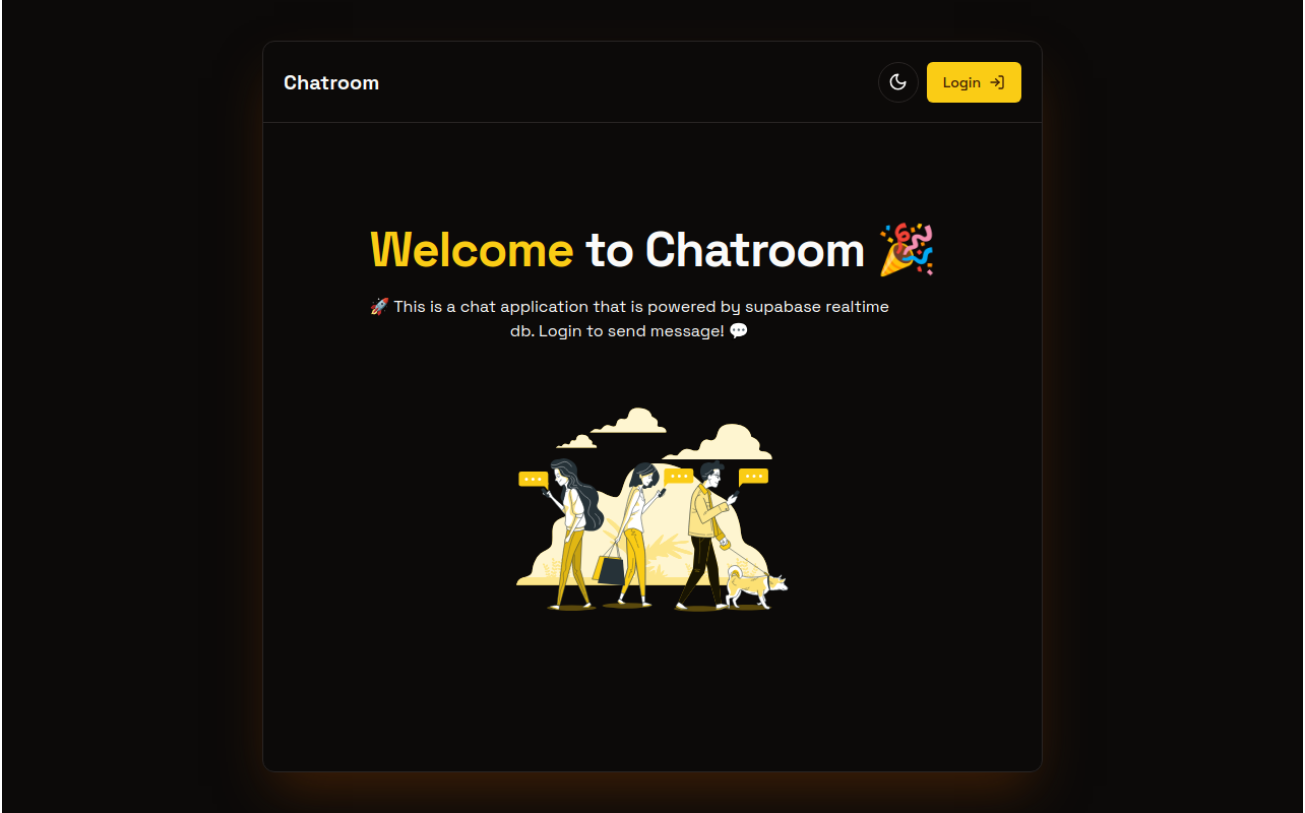 Chatroom
Login
Welcome to Chatroom 🎉
🚀 This is a chat application that is powered by supabase realtime
db. Login to send message! 💬